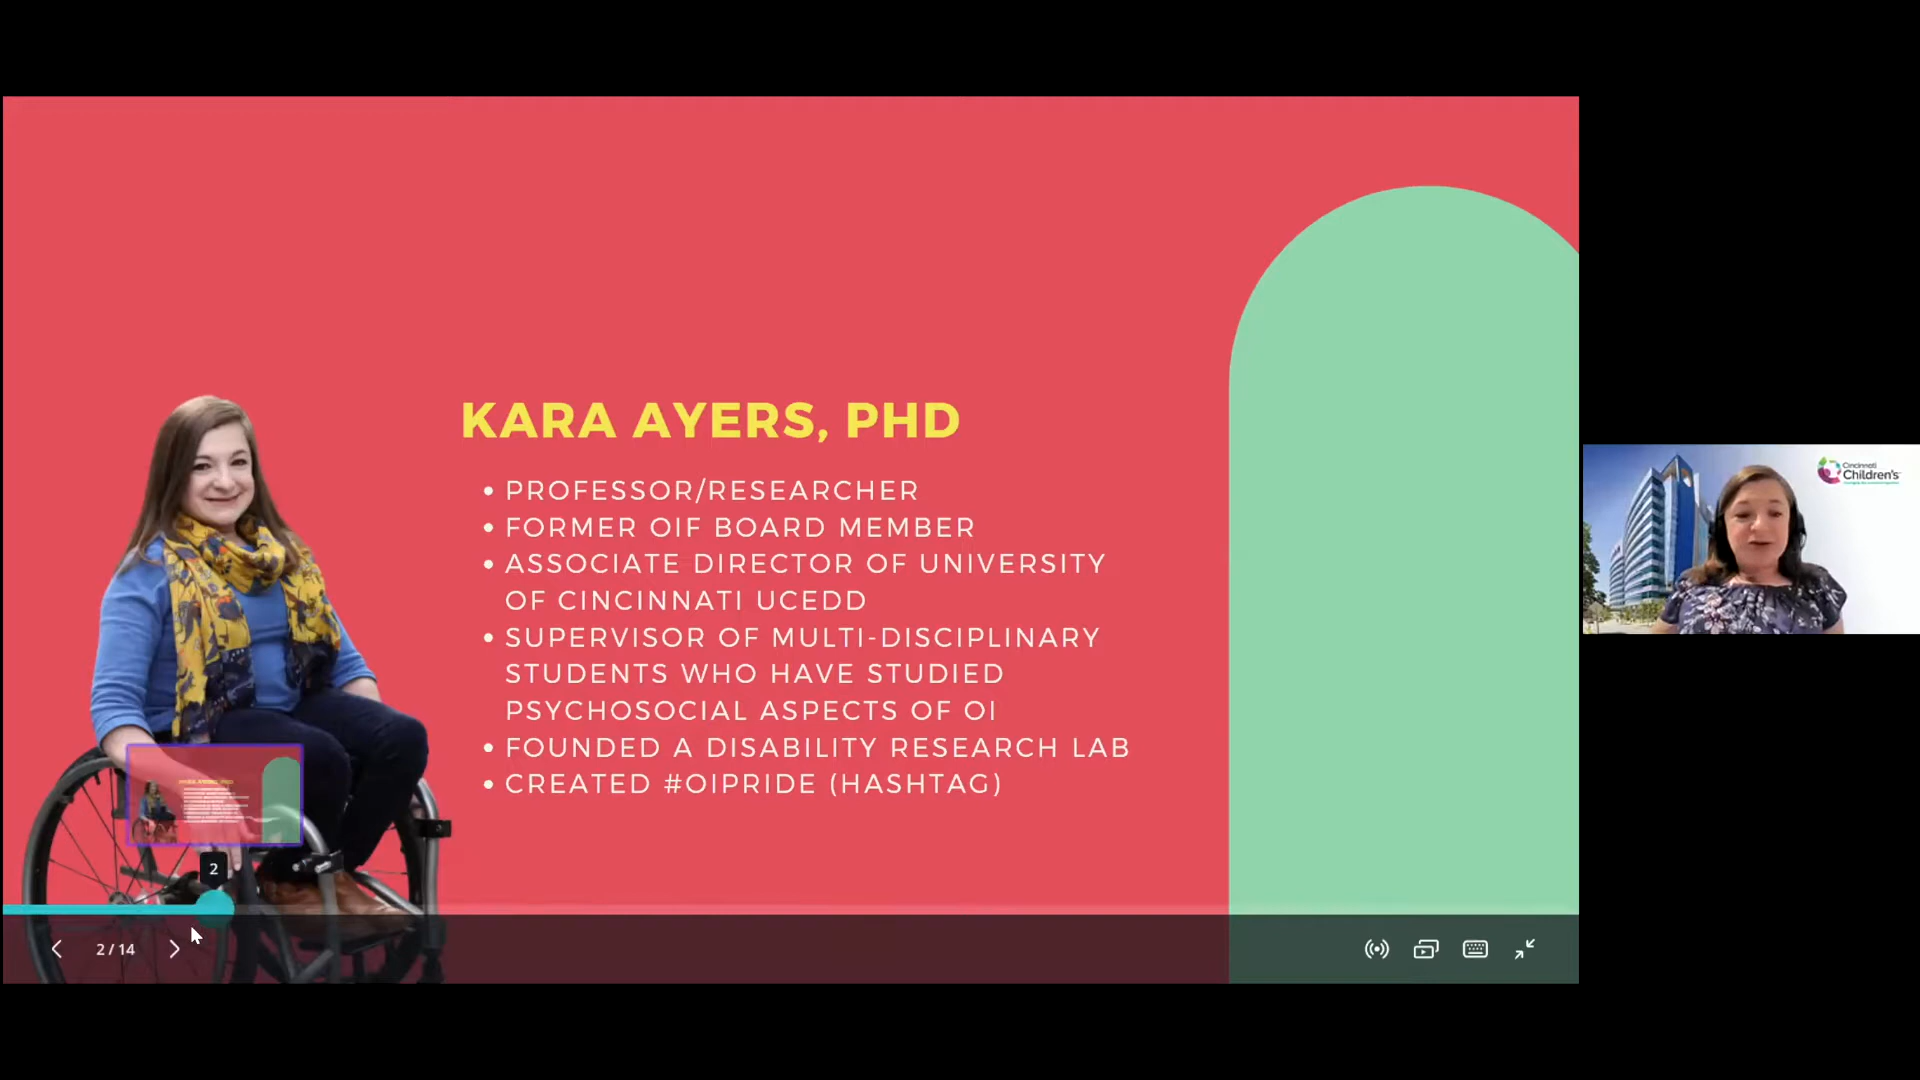 KARA AYERS, PHD
• PROFESSOR/RESEARCHER
• FORMER OIF BOARD MEMBER
• ASSOCIATE DIRECTOR OF UNIVERSITY
OF CINCINNATI UCEDD
• SUPERVISOR OF MULTI-DISCIPLINARY
STUDENTS WHO HAVE STUDIED
PSYCHOSOCIAL ASPECTS OF OI
• FOUNDED A DISABILITY RESEARCH LAB
• CREATED #OIPRIDE (HASHTAG)
2
2 / 14
Cincinnati
Children's